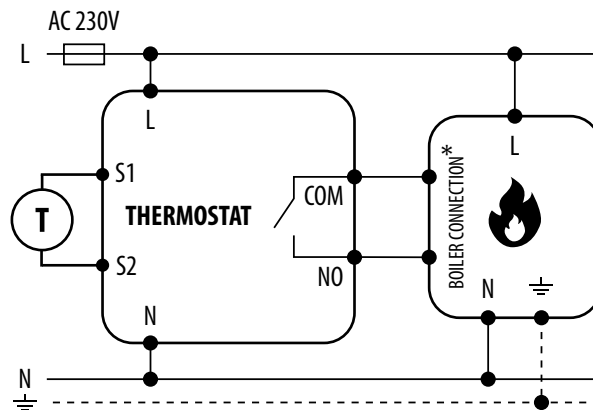 AC 230V
L
L
L
S1
T
THERMOSTAT
COM
BOILER CONNECTION*
S2
NO
N
N
N